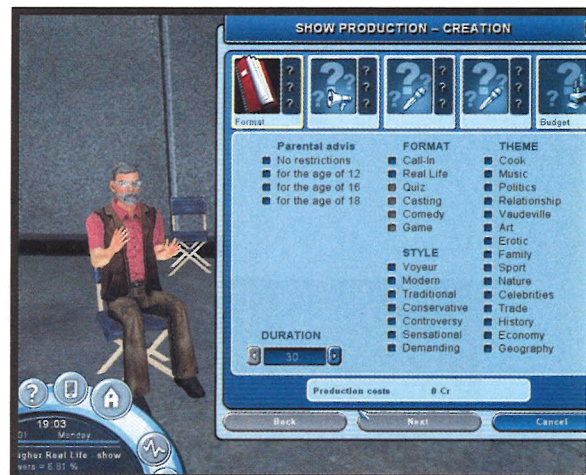 SHOW PRODUCTION – CREATION
Format
Budget
Parental advis
No restrictions
for the age of 12
for the age of 16
for the age of 18
FORMAT
Call-In
Real Life
Quiz
Casting
Comedy
Game
STYLE
Voyeur
Modern
Traditional
Conservative
Controversy
Sensational
Demanding
THEME
Cook
Music
Politics
Relationship
Vaudeville
Art
Erotic
Family
Sport
Nature
Celebrities
Trade
History
Economy
Geography
DURATION
30
Production costs 0 Cr
Back Next Cancel
19:03
01 Monday
Real Life - show
= 6.81 %